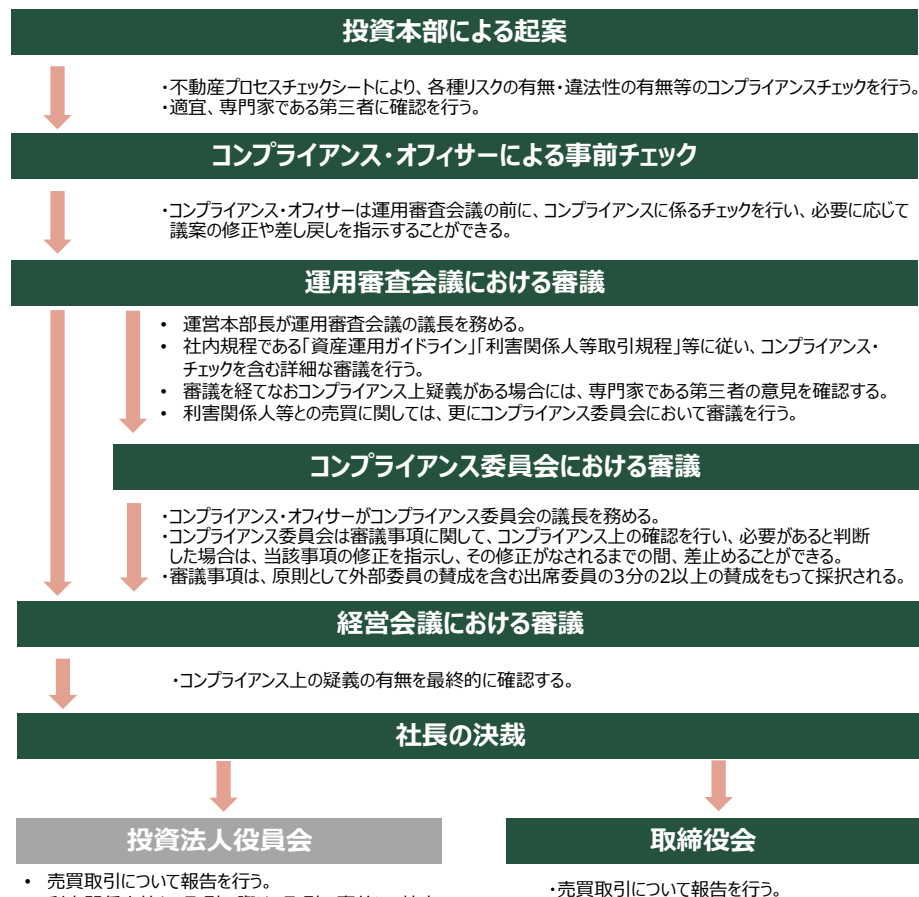 投資本部による起案
・不動産プロセスチェックシートにより、各種リスクの有無・違法性の有無等のコンプライアンスチェックを行う。
・適宜、専門家である第三者に確認を行う。
コンプライアンス・オフィサーによる事前チェック
・コンプライアンス・オフィサーは運用審査会議の前に、コンプライアンスに係るチェックを行い、必要に応じて
議案の修正や差し戻しを指示することができる。
運用審査会議における審議
• 運営本部長が運用審査会議の議長を務める。
• 社内規程である「資産運用ガイドライン」「利害関係人等取引規程」等に従い、コンプライアンス・
チェックを含む詳細な審議を行う。
• 審議を経てなおコンプライアンス上疑義がある場合には、専門家である第三者の意見を確認する。
• 利害関係人等との売買に関しては、更にコンプライアンス委員会において審議を行う。
コンプライアンス委員会における審議
・コンプライアンス・オフィサーがコンプライアンス委員会の議長を務める。
・コンプライアンス委員会は審議事項に関して、コンプライアンス上の確認を行い、必要があると判断
した場合は、当該事項の修正を指示し、その修正がなされるまでの間、差止めることができる。
・審議事項は、原則として外部委員の賛成を含む出席委員の3分の2以上の賛成をもって採択される。
経営会議における審議
・コンプライアンス上の疑義の有無を最終的に確認する。
社長の決裁
投資法人役員会
• 売買取引について報告を行う。
取締役会
・売買取引について報告を行う。